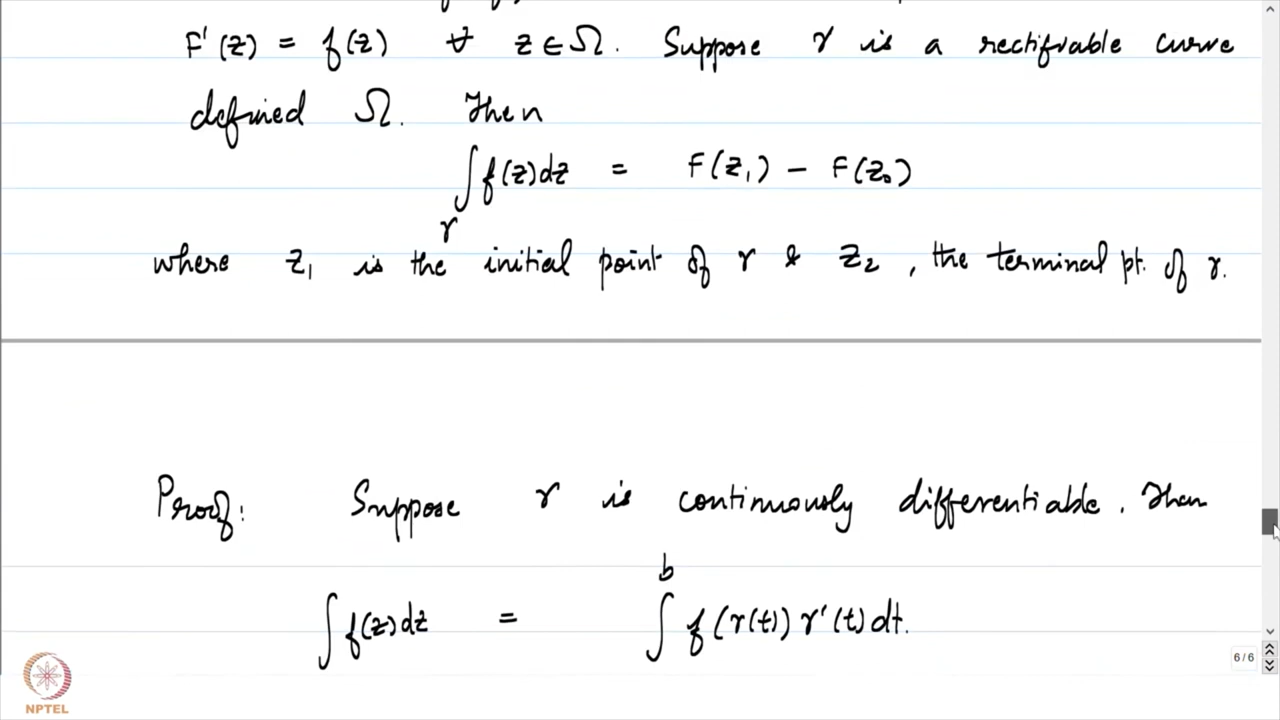 F'(z) = f(z) ∀ z ∈ Ω. Suppose γ is a rectifiable curve
defined Ω. Then
∫_γ f(z)dz = F(z₁) − F(z₀)
where z₁ is the initial point of γ & z₂, the terminal pt. of γ.
Proof: Suppose γ is continuously differentiable. Then
∫ f(z)dz = ∫^b f(γ(t)) γ'(t) dt.
6 / 6
NPTEL